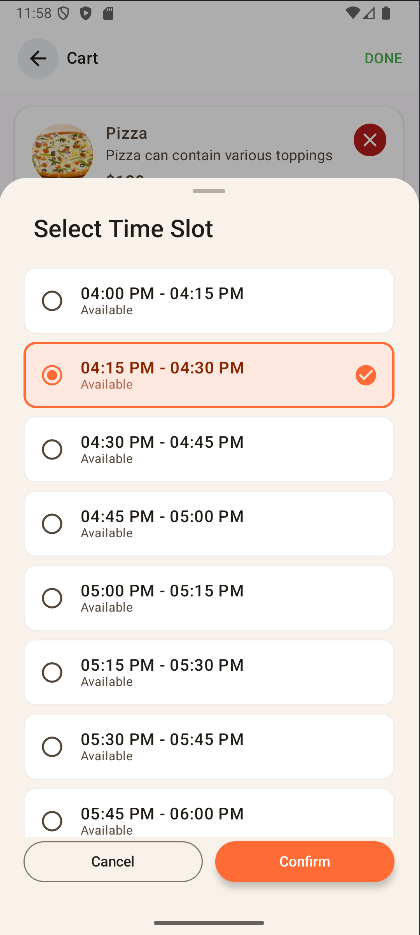 11:58
Cart
DONE
Pizza
Pizza can contain various toppings
Select Time Slot
04:00 PM - 04:15 PM
Available
04:15 PM - 04:30 PM
Available
04:30 PM - 04:45 PM
Available
04:45 PM - 05:00 PM
Available
05:00 PM - 05:15 PM
Available
05:15 PM - 05:30 PM
Available
05:30 PM - 05:45 PM
Available
05:45 PM - 06:00 PM
Available
Cancel
Confirm